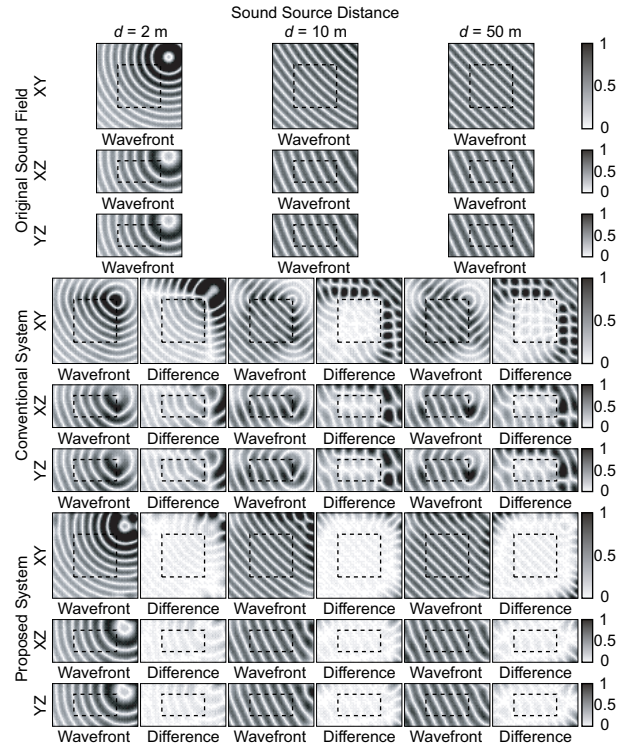 Sound Source Distance
d = 2 m d = 10 m d = 50 m
Original Sound Field
XY
1
0.5
0
Wavefront Wavefront Wavefront
XZ
1
0.5
0
Wavefront Wavefront Wavefront
YZ
1
0.5
0
Wavefront Wavefront Wavefront
Conventional System
XY
1
0.5
0
Wavefront Difference Wavefront Difference Wavefront Difference
XZ
1
0.5
0
Wavefront Difference Wavefront Difference Wavefront Difference
YZ
1
0.5
0
Wavefront Difference Wavefront Difference Wavefront Difference
Proposed System
XY
1
0.5
0
Wavefront Difference Wavefront Difference Wavefront Difference
XZ
1
0.5
0
Wavefront Difference Wavefront Difference Wavefront Difference
YZ
1
0.5
0
Wavefront Difference Wavefront Difference Wavefront Difference